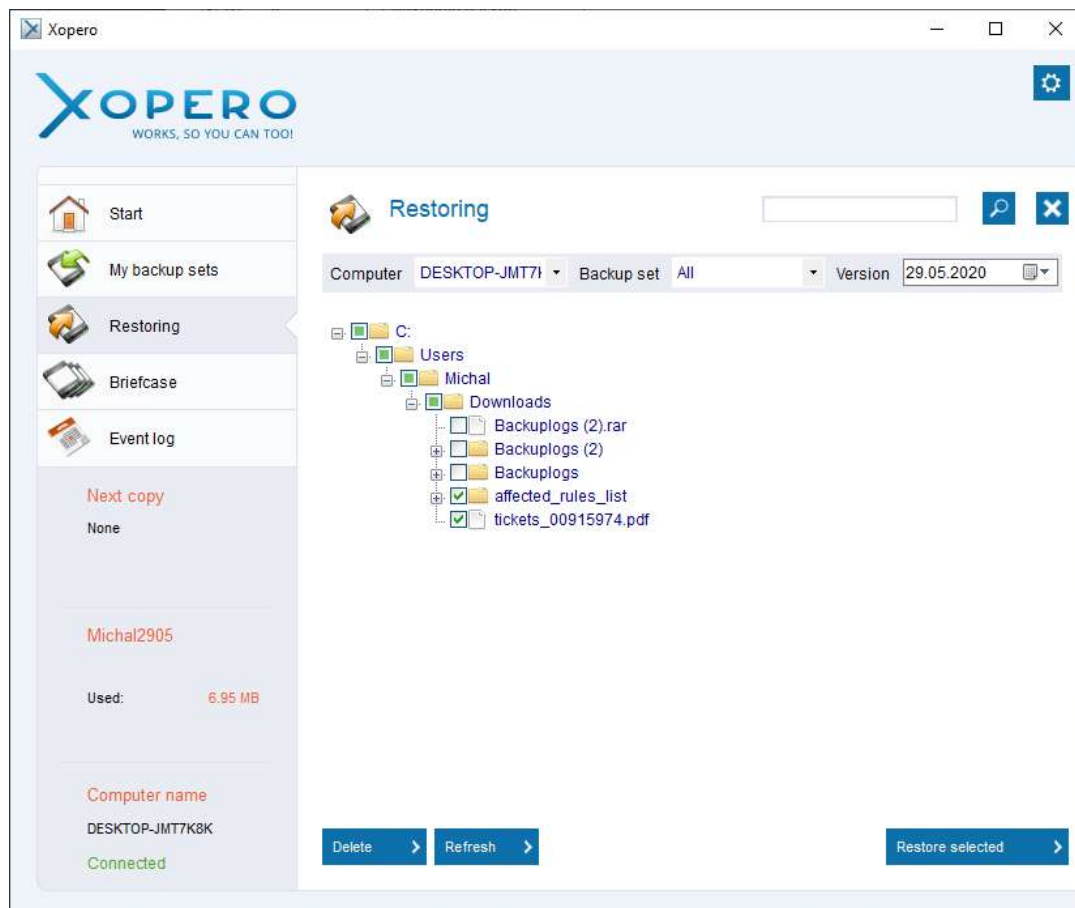 Xopero
XOPERO
WORKS, SO YOU CAN TOO!
Start
My backup sets
Restoring
Briefcase
Event log
Next copy
None
Michal2905
Used: 6.95 MB
Computer name
DESKTOP-JMT7K8K
Connected
Restoring
Computer DESKTOP-JMT7 Backup set All Version 29.05.2020
C:
Users
Michal
Downloads
Backuplogs (2).rar
Backuplogs (2)
Backuplogs
affected_rules_list
tickets_00915974.pdf
Delete Refresh Restore selected